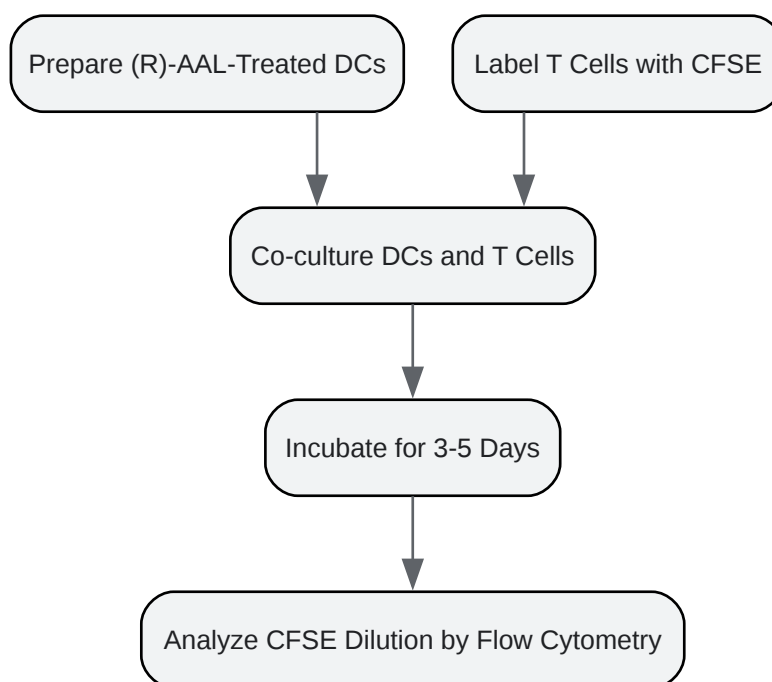 Prepare (R)-AAL-Treated DCs
Label T Cells with CFSE
Co-culture DCs and T Cells
Incubate for 3-5 Days
Analyze CFSE Dilution by Flow Cytometry